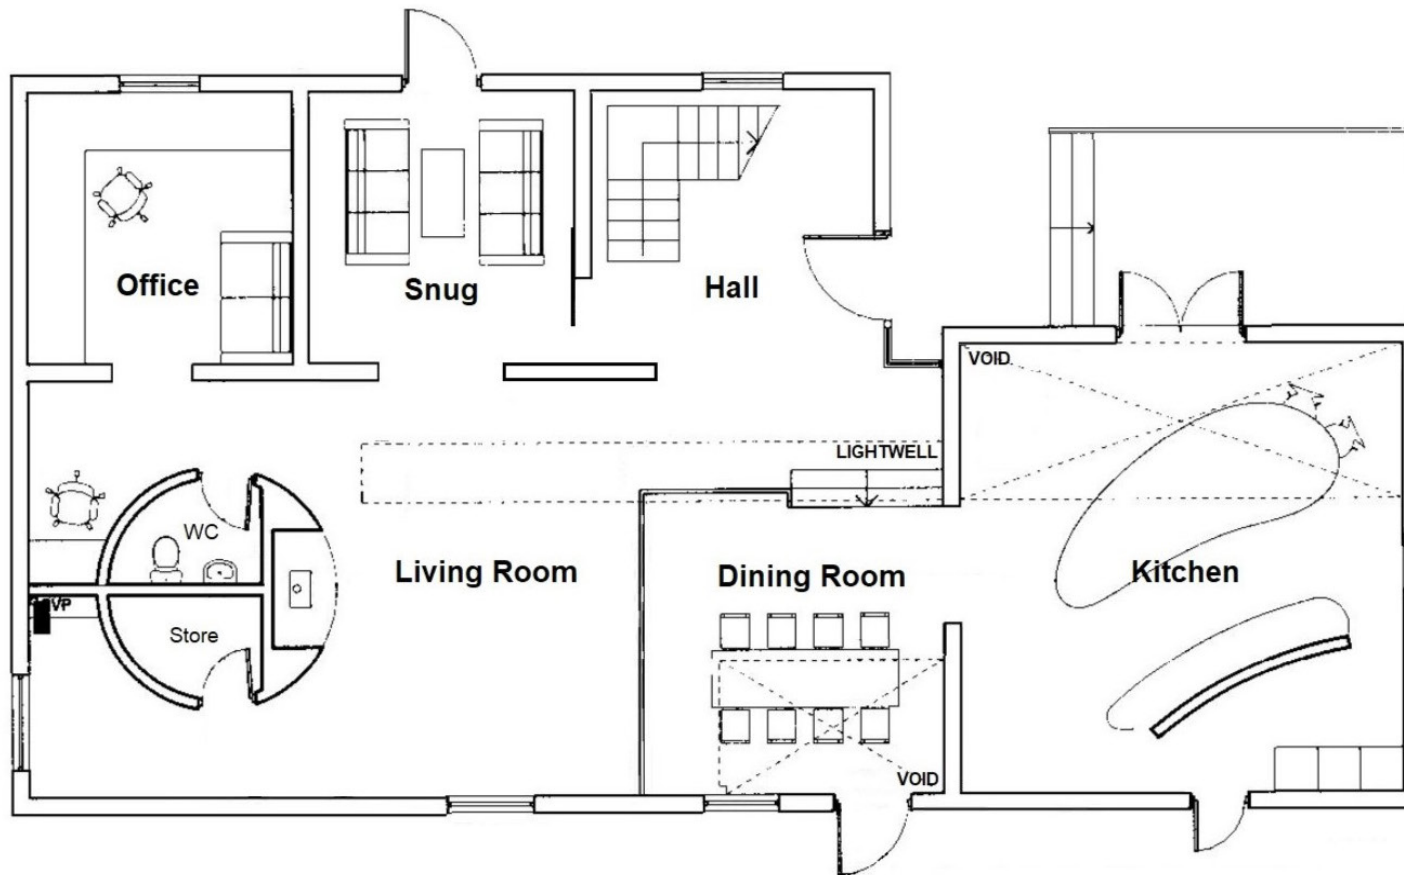 Office
Snug
Hall
VOID
LIGHTWELL
WC
Living Room
Dining Room
Kitchen
Store
VOID